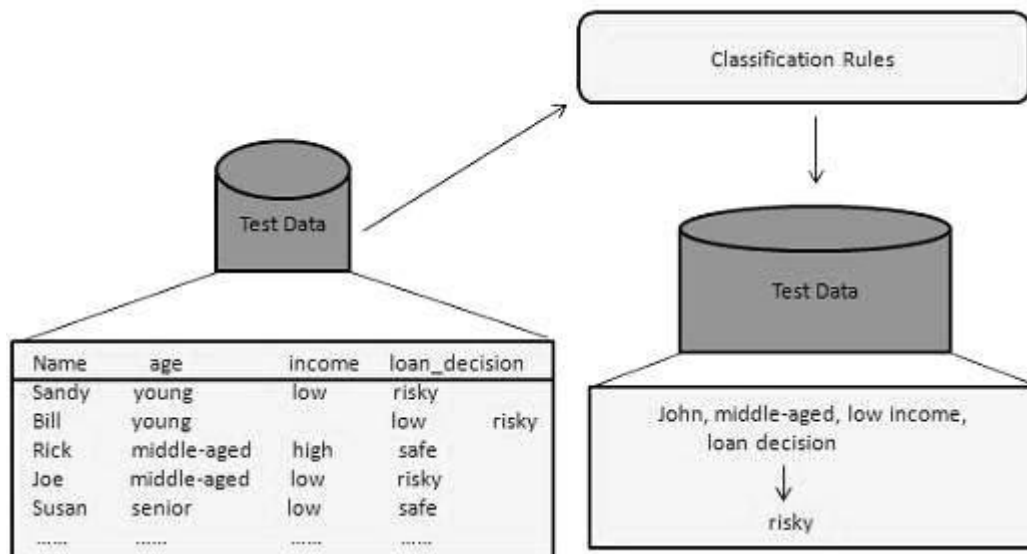 Classification Rules
Test Data
Test Data
Name age income loan_decision
Sandy young low risky
Bill young low risky
Rick middle-aged high safe
Joe middle-aged low risky
Susan senior low safe
...... ...... ...... ......
John, middle-aged, low income,
loan decision
risky